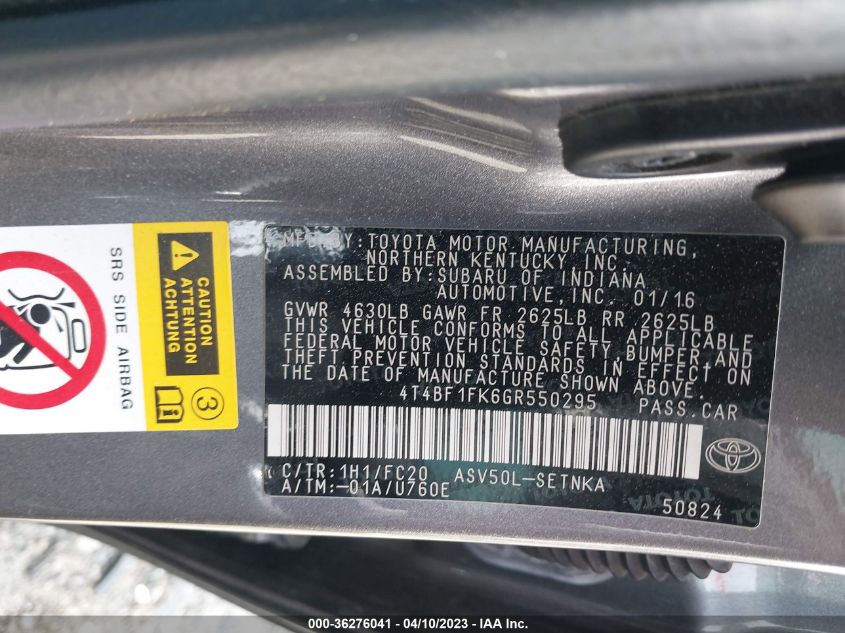 SRS SIDE AIRBAG
CAUTION
ATTENTION
ACHTUNG
3
MFD.BY:TOYOTA MOTOR MANUFACTURING,
NORTHERN KENTUCKY INC.
ASSEMBLED BY:SUBARU OF INDIANA
AUTOMOTIVE,INC. 01/16
GVWR 4630LB GAWR FR 2625LB RR 2625LB
THIS VEHICLE CONFORMS TO ALL APPLICABLE
FEDERAL MOTOR VEHICLE SAFETY,BUMPER,AND
THEFT PREVENTION STANDARDS IN EFFECT ON
THE DATE OF MANUFACTURE SHOWN ABOVE.
4T4BF1FK6GR550295 PASS.CAR
C/TR:1H1/FC20 ASV50L-SETNKA
A/TM:-01A/U760E
50824
000-36276041 - 04/10/2023 - IAA Inc.